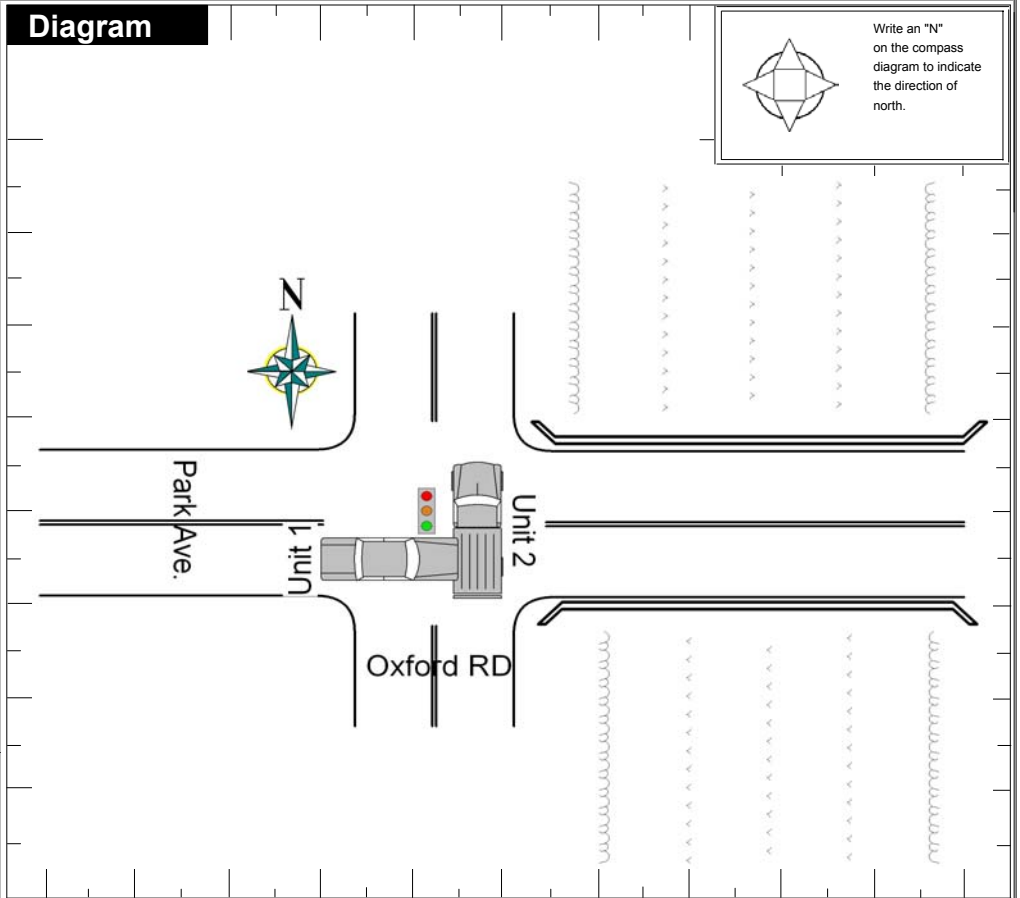 Diagram
Write an "N"
on the compass
diagram to indicate
the direction of
north.
N
Park Ave.
Unit 1
Unit 2
Oxford RD